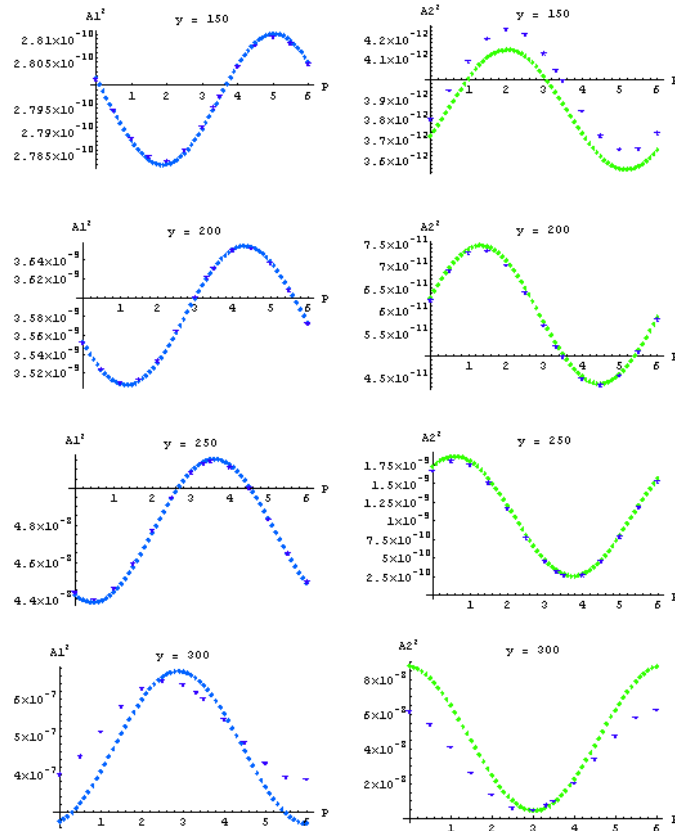 A1²
y = 150
2.81×10⁻¹⁰
2.805×10⁻¹⁰
2.795×10⁻¹⁰
2.79×10⁻¹⁰
2.785×10⁻¹⁰
1 2 3 4 5 6 P
A2²
y = 150
4.2×10⁻¹²
4.1×10⁻¹²
3.9×10⁻¹²
3.8×10⁻¹²
3.7×10⁻¹²
3.6×10⁻¹²
1 2 3 4 5 6
A1²
y = 200
3.64×10⁻⁹
3.62×10⁻⁹
3.58×10⁻⁹
3.56×10⁻⁹
3.54×10⁻⁹
3.52×10⁻⁹
1 2 3 4 5 6 P
A2²
y = 200
7.5×10⁻¹¹
7×10⁻¹¹
6.5×10⁻¹¹
6×10⁻¹¹
5.5×10⁻¹¹
4.5×10⁻¹¹
1 2 3 4 5 6
A1²
y = 250
4.8×10⁻⁸
4.6×10⁻⁸
4.4×10⁻⁸
1 2 3 4 5 6 P
A2²
y = 250
1.75×10⁻⁹
1.5×10⁻⁹
1.25×10⁻⁹
1×10⁻⁹
7.5×10⁻¹⁰
5×10⁻¹⁰
2.5×10⁻¹⁰
1 2 3 4 5 6
A1²
y = 300
6×10⁻⁷
5×10⁻⁷
4×10⁻⁷
1 2 3 4 5 6 P
A2²
y = 300
8×10⁻⁸
6×10⁻⁸
4×10⁻⁸
2×10⁻⁸
1 2 3 4 5 6